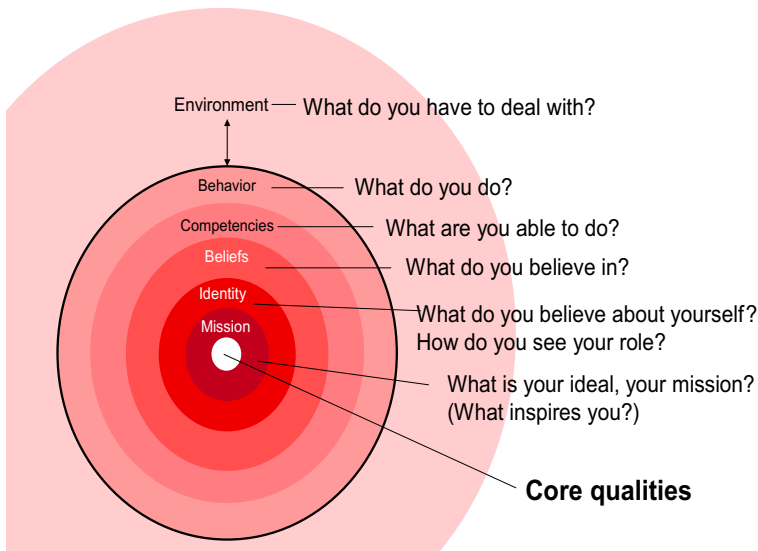 Environment
What do you have to deal with?
Behavior
What do you do?
Competencies
What are you able to do?
Beliefs
What do you believe in?
Identity
What do you believe about yourself?
How do you see your role?
Mission
What is your ideal, your mission?
(What inspires you?)
Core qualities